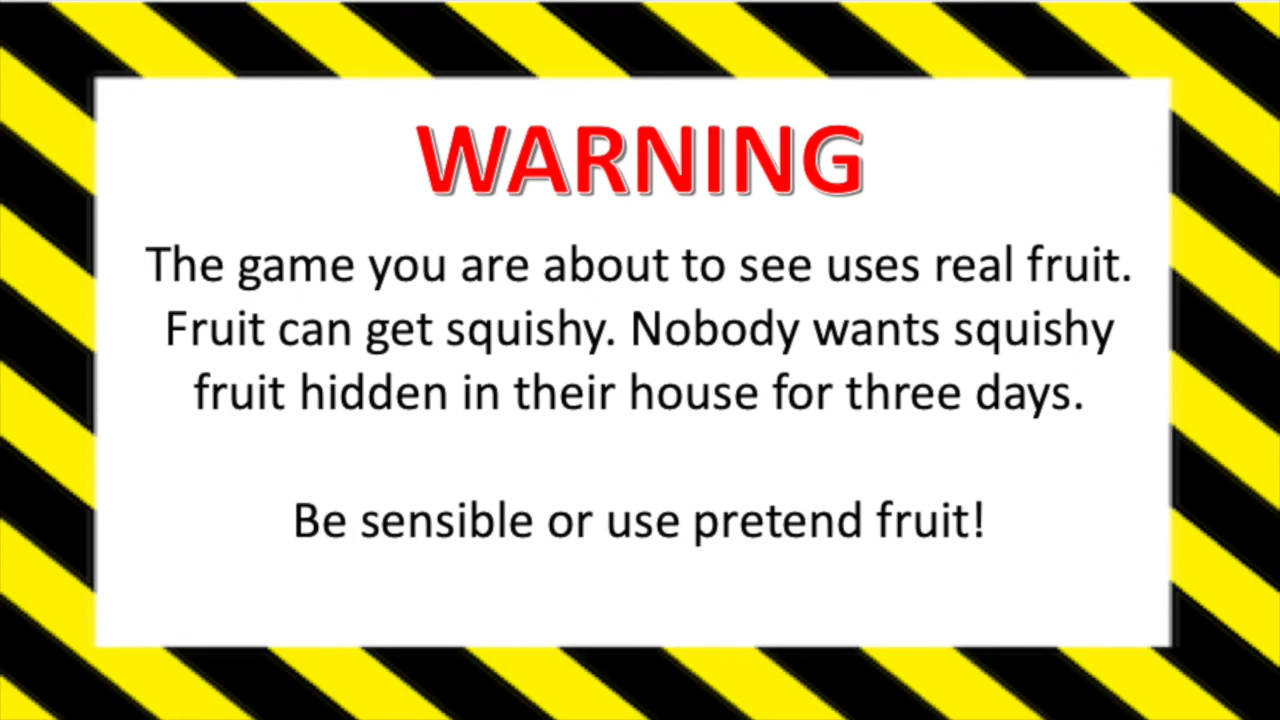 WARNING
The game you are about to see uses real fruit.
Fruit can get squishy. Nobody wants squishy
fruit hidden in their house for three days.
Be sensible or use pretend fruit!